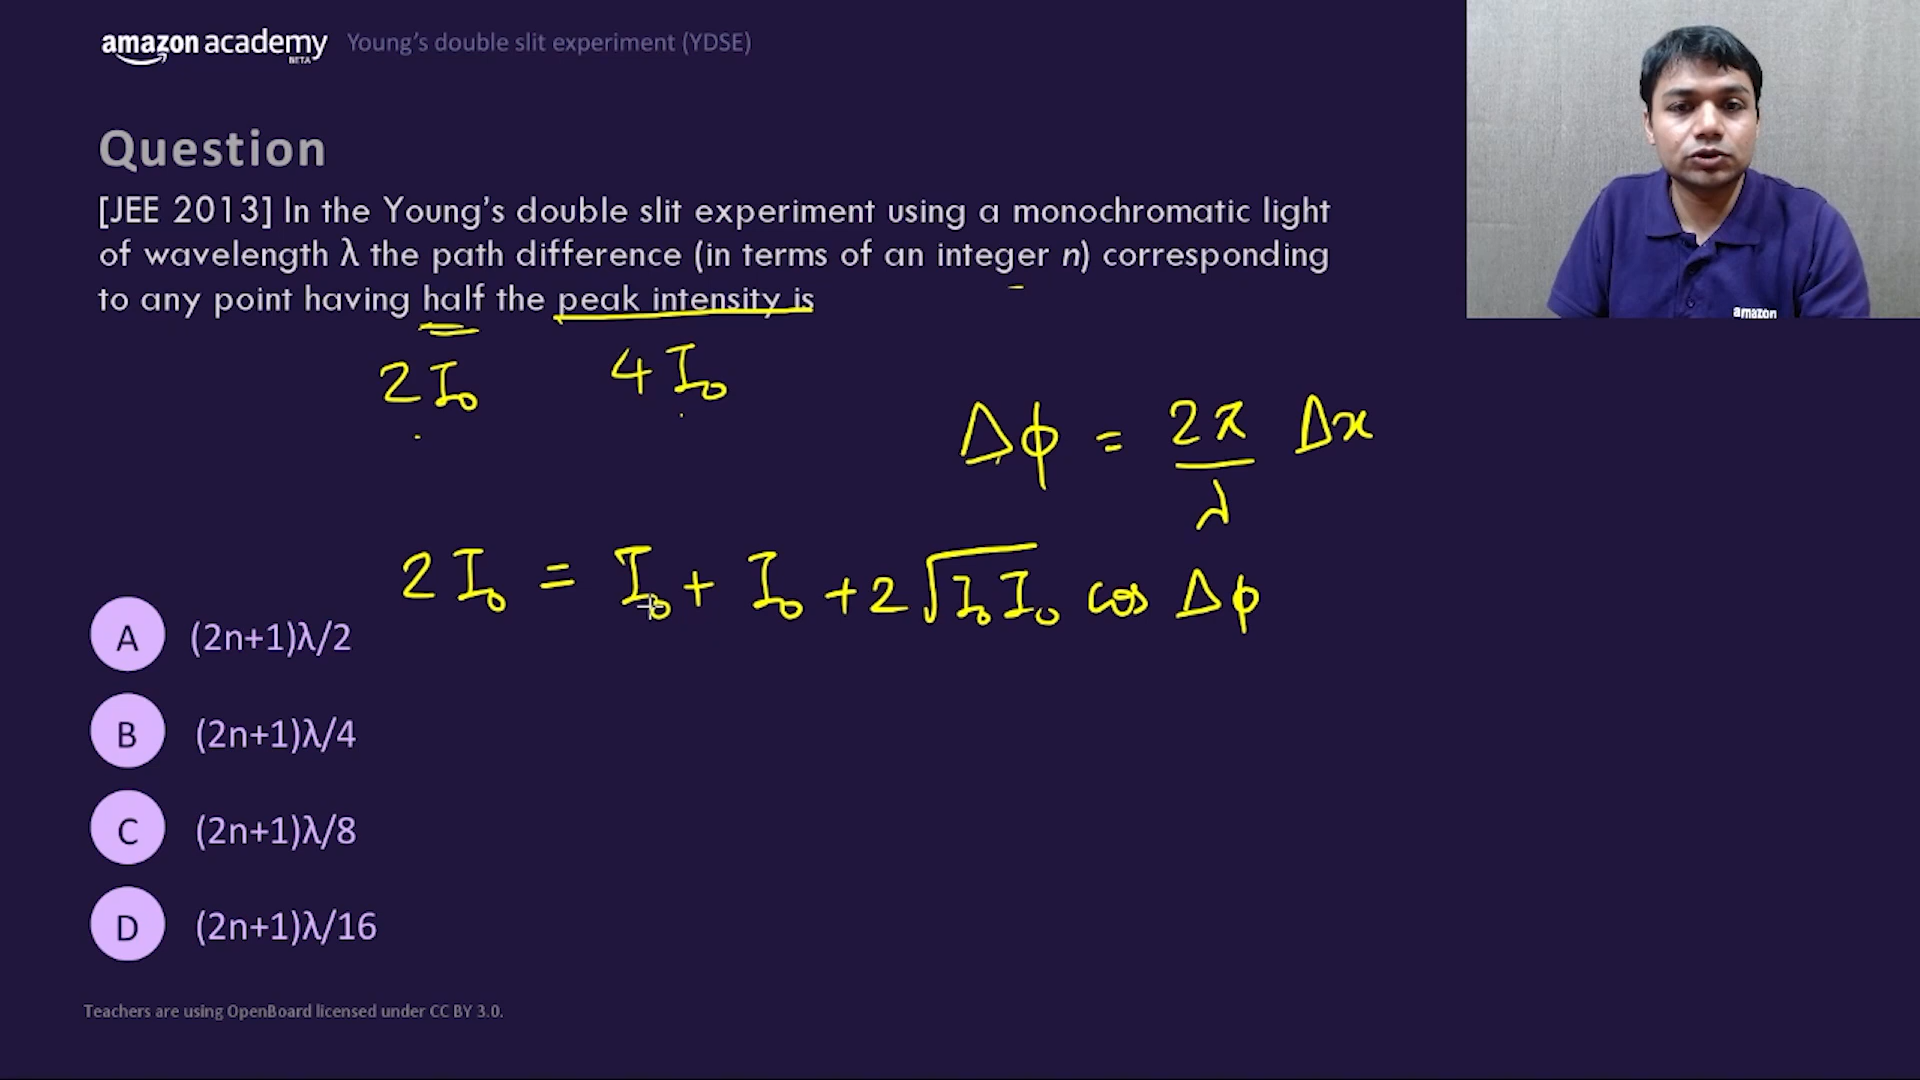 amazon academy Young's double slit experiment (YDSE)
BETA
Question
[JEE 2013] In the Young's double slit experiment using a monochromatic light
of wavelength λ the path difference (in terms of an integer n) corresponding
to any point having half the peak intensity is
2I₀ 4I₀
Δϕ = 2π/λ Δx
2I₀ = I₀ + I₀ + 2√I₀I₀ cos Δϕ
A (2n+1)λ/2
B (2n+1)λ/4
C (2n+1)λ/8
D (2n+1)λ/16
Teachers are using OpenBoard licensed under CC BY 3.0.
amazon